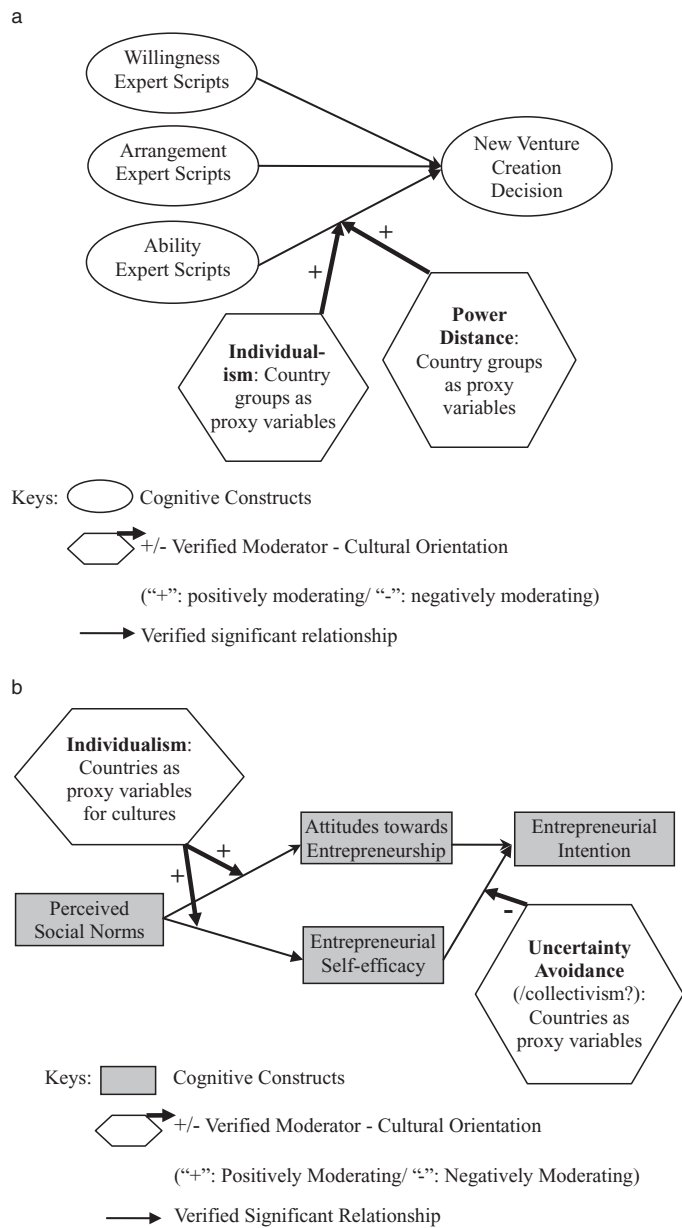 a
Willingness
Expert Scripts
Arrangement
Expert Scripts
New Venture
Creation
Decision
Ability
Expert Scripts
+
+
Individual-
ism: Country
groups as
proxy variables
Power
Distance:
Country groups
as proxy
variables
Keys:
Cognitive Constructs
+/- Verified Moderator - Cultural Orientation
(“+”: positively moderating/ “-”: negatively moderating)
Verified significant relationship
b
Individualism:
Countries as
proxy variables
for cultures
+
+
Attitudes towards
Entrepreneurship
Entrepreneurial
Intention
Perceived
Social Norms
Entrepreneurial
Self-efficacy
-
Uncertainty
Avoidance
(/collectivism?):
Countries as
proxy variables
Keys:
Cognitive Constructs
+/- Verified Moderator - Cultural Orientation
(“+”: Positively Moderating/ “-”: Negatively Moderating)
Verified Significant Relationship